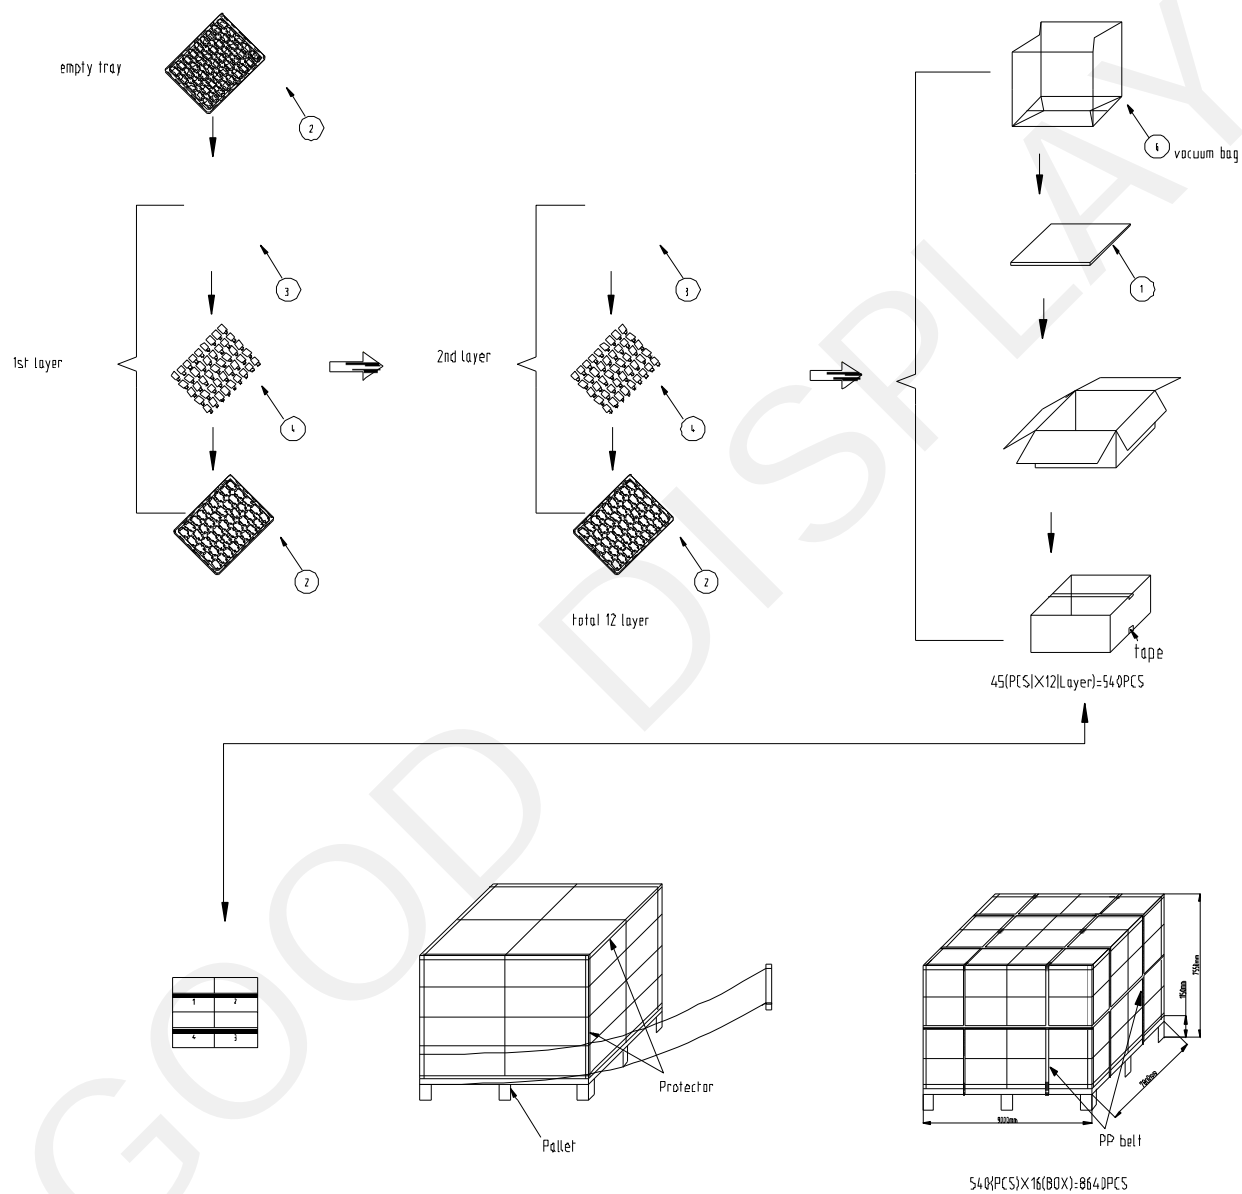 empty tray
2
6
vacuum bag
3
3
1
1st layer
2nd layer
4
4
2
2
total 12 layer
tape
45(PCS)X12(Layer)=540PCS
1 2
4 3
Protector
Pallet
PP belt
540(PCS)X16(BOX)=8640PCS
GOOD DISPLAY